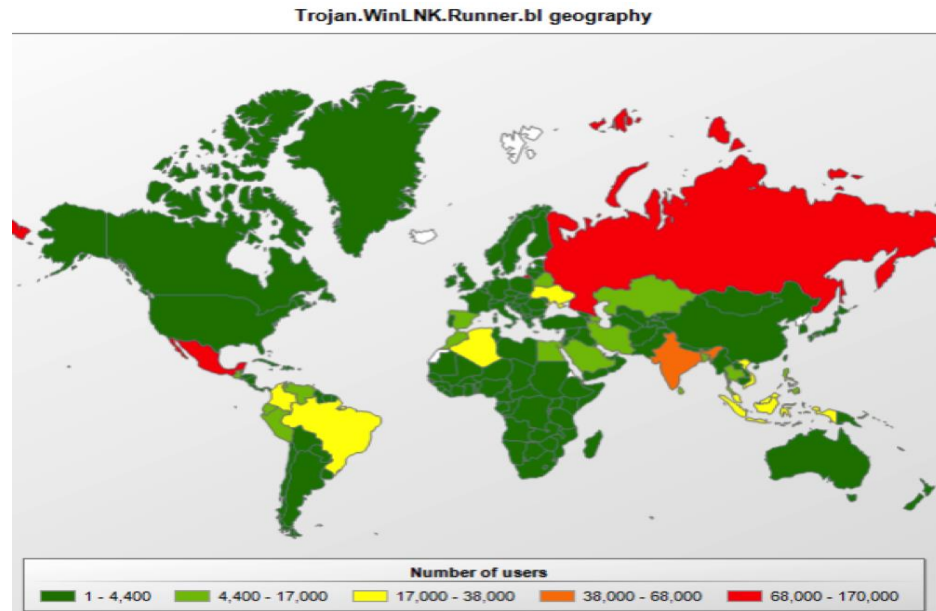 Trojan.WinLNK.Runner.bl geography
Number of users
1 - 4,400 4,400 - 17,000 17,000 - 38,000 38,000 - 68,000 68,000 - 170,000